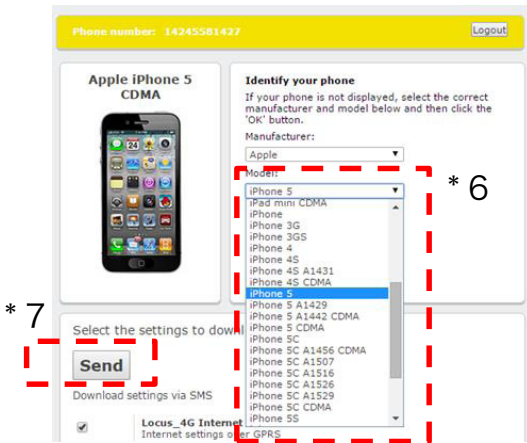 Phone number: 14245581427
Logout
Apple iPhone 5
CDMA
Identify your phone
If your phone is not displayed, select the correct
manufacturer and model below and then click the
'OK' button.
Manufacturer:
Apple
Model:
iPhone 5
iPad mini CDMA
iPhone
iPhone 3G
iPhone 3GS
iPhone 4
iPhone 4S
iPhone 4S A1431
iPhone 4S CDMA
iPhone 5
iPhone 5 A1429
iPhone 5 A1442 CDMA
iPhone 5 CDMA
iPhone 5C
iPhone 5C A1456 CDMA
iPhone 5C A1507
iPhone 5C A1516
iPhone 5C A1526
iPhone 5C A1529
iPhone 5C CDMA
iPhone 5S
* 6
* 7
Select the settings to downl
Send
Download settings via SMS
Locus_4G Internet
Internet settings over GPRS